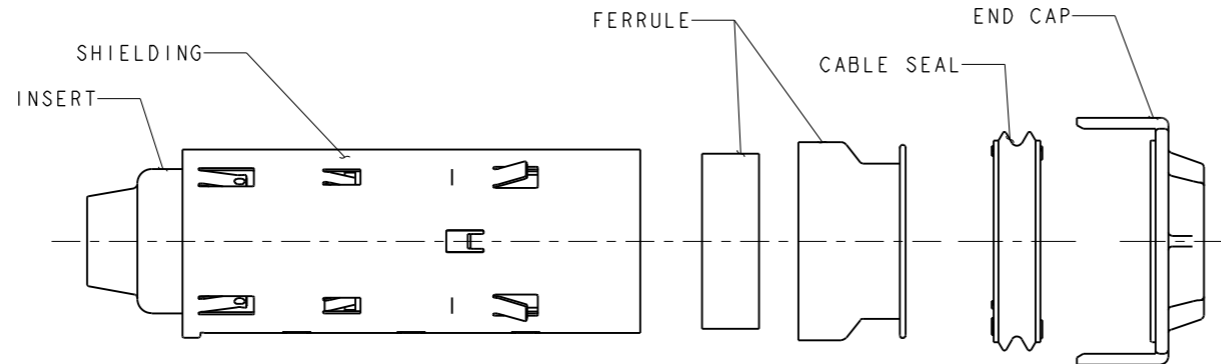 FERRULE
END CAP
SHIELDING
CABLE SEAL
INSERT